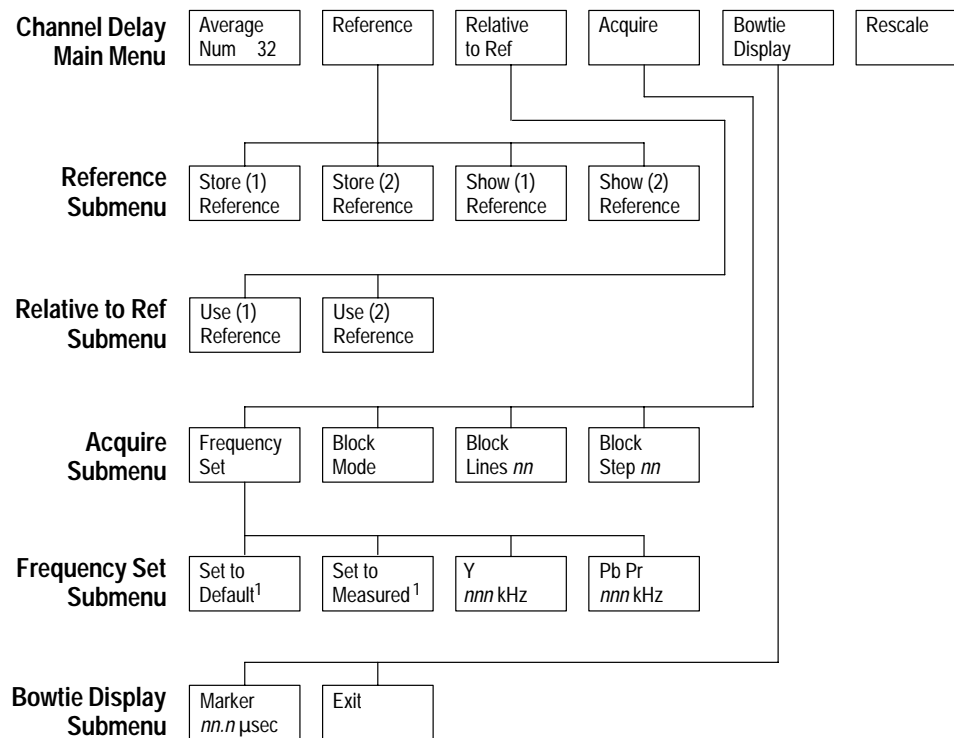 Channel Delay
Main Menu
Average
Num 32
Reference
Relative
to Ref
Acquire
Bowtie
Display
Rescale
Reference
Submenu
Store (1)
Reference
Store (2)
Reference
Show (1)
Reference
Show (2)
Reference
Relative to Ref
Submenu
Use (1)
Reference
Use (2)
Reference
Acquire
Submenu
Frequency
Set
Block
Mode
Block
Lines nn
Block
Step nn
Frequency Set
Submenu
Set to
Default1
Set to
Measured1
Y
nnn kHz
Pb Pr
nnn kHz
Bowtie Display
Submenu
Marker
nn.n µsec
Exit